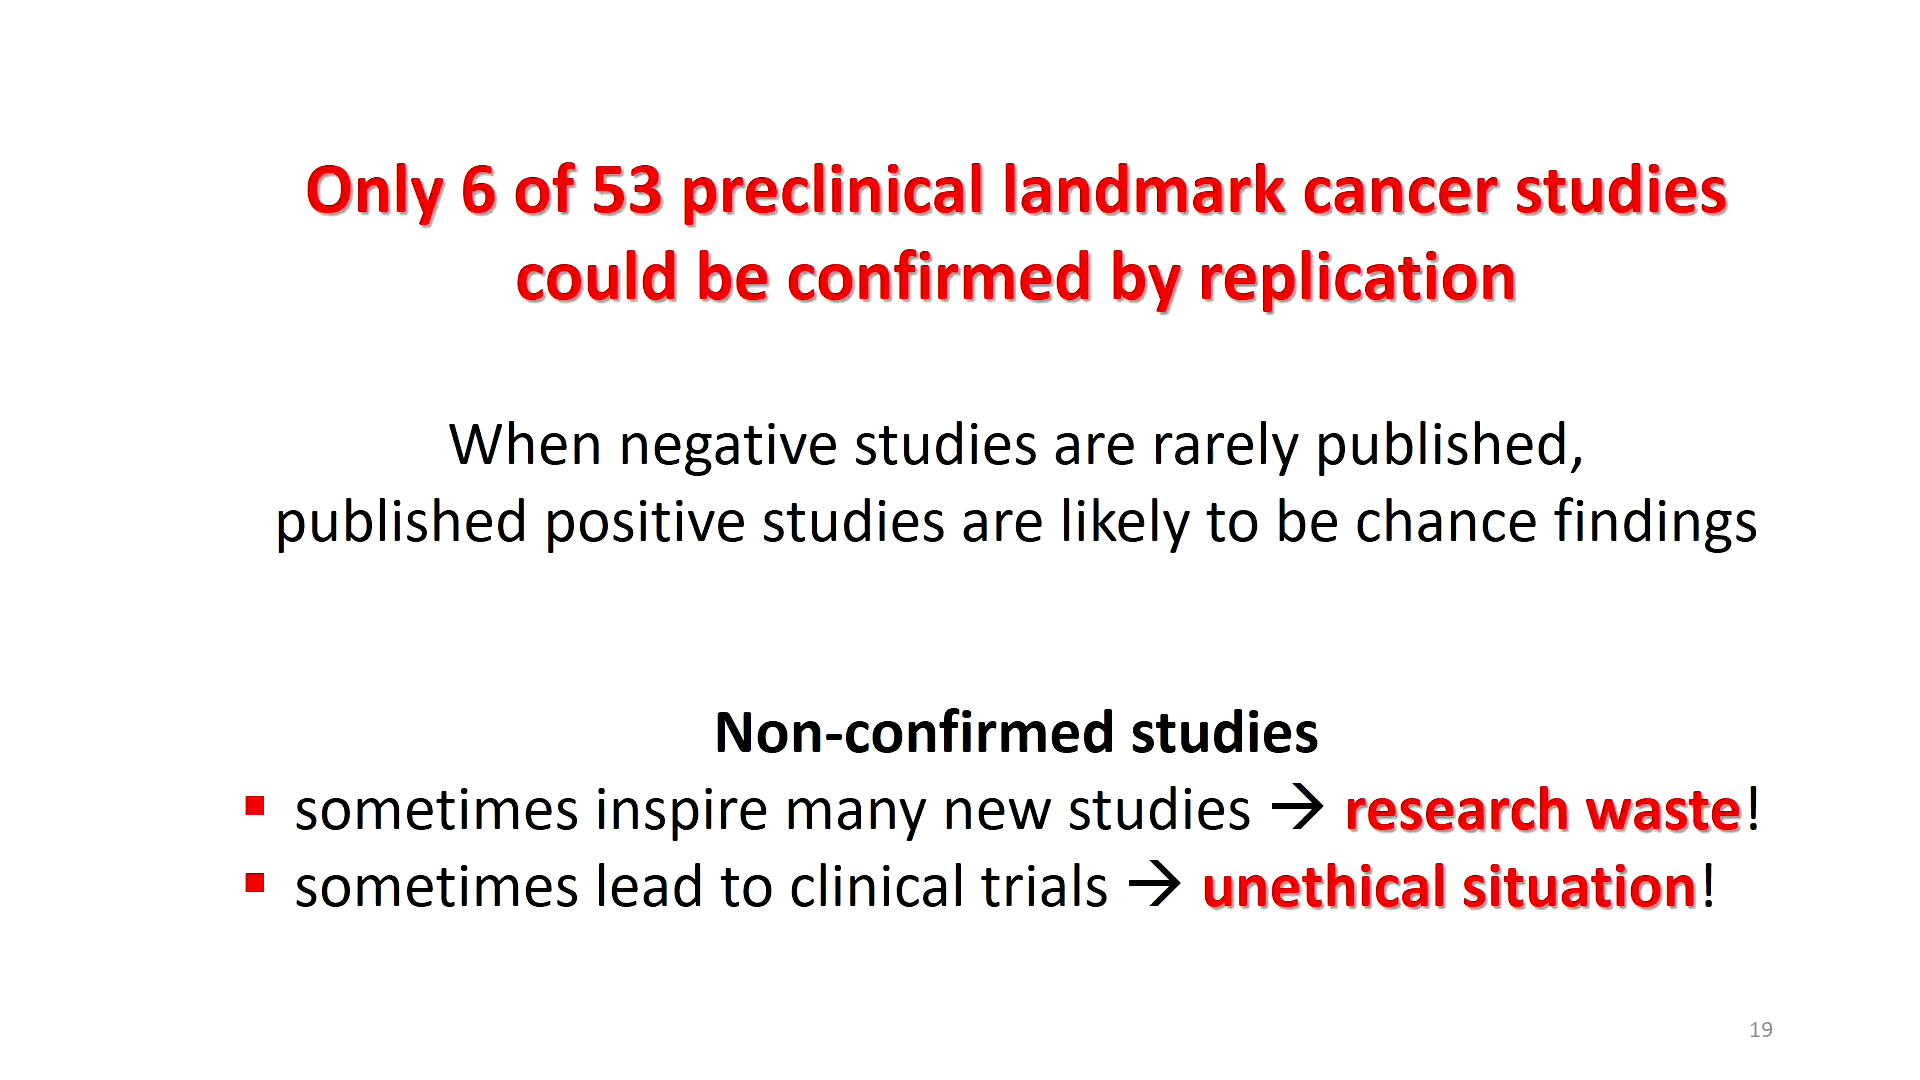 Only 6 of 53 preclinical landmark cancer studies
could be confirmed by replication
When negative studies are rarely published,
published positive studies are likely to be chance findings
Non-confirmed studies
▪ sometimes inspire many new studies → research waste!
▪ sometimes lead to clinical trials → unethical situation!
19